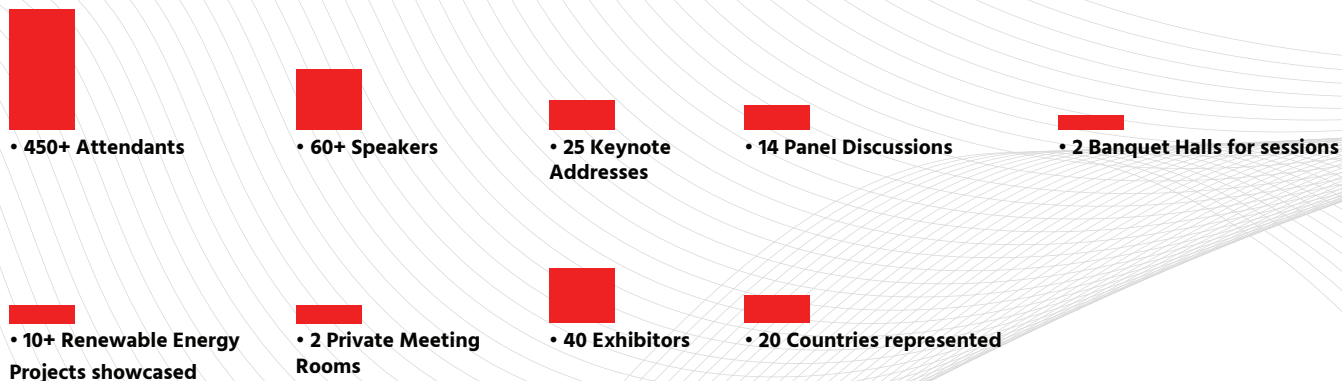 • 450+ Attendants
• 60+ Speakers
• 25 Keynote
Addresses
• 14 Panel Discussions
• 2 Banquet Halls for sessions
• 10+ Renewable Energy
Projects showcased
• 2 Private Meeting
Rooms
• 40 Exhibitors
• 20 Countries represented